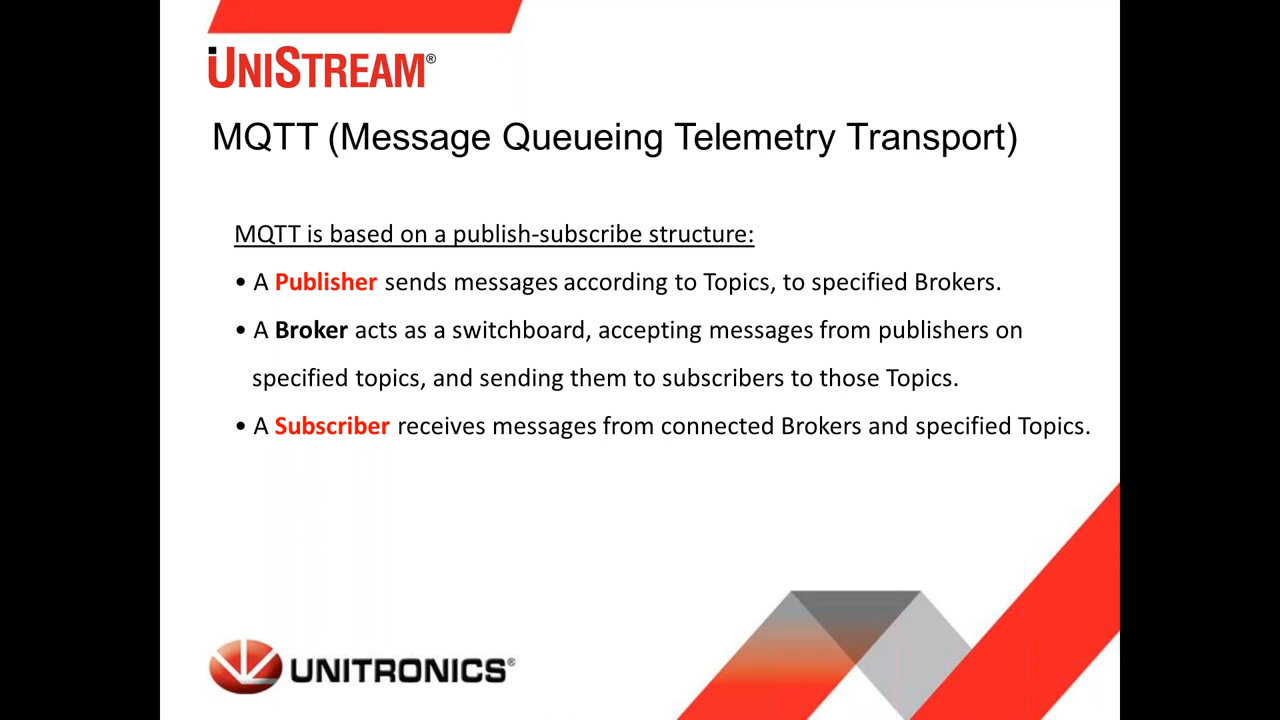 UNISTREAM®
MQTT (Message Queueing Telemetry Transport)
MQTT is based on a publish-subscribe structure:
• A Publisher sends messages according to Topics, to specified Brokers.
• A Broker acts as a switchboard, accepting messages from publishers on
specified topics, and sending them to subscribers to those Topics.
• A Subscriber receives messages from connected Brokers and specified Topics.
UNITRONICS®